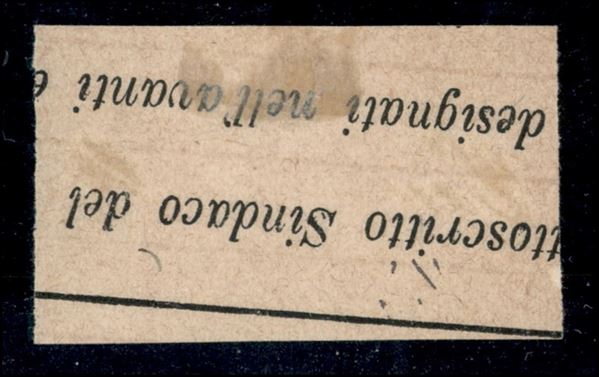 ttoscritto Sindaco del
designati nell'avanti e